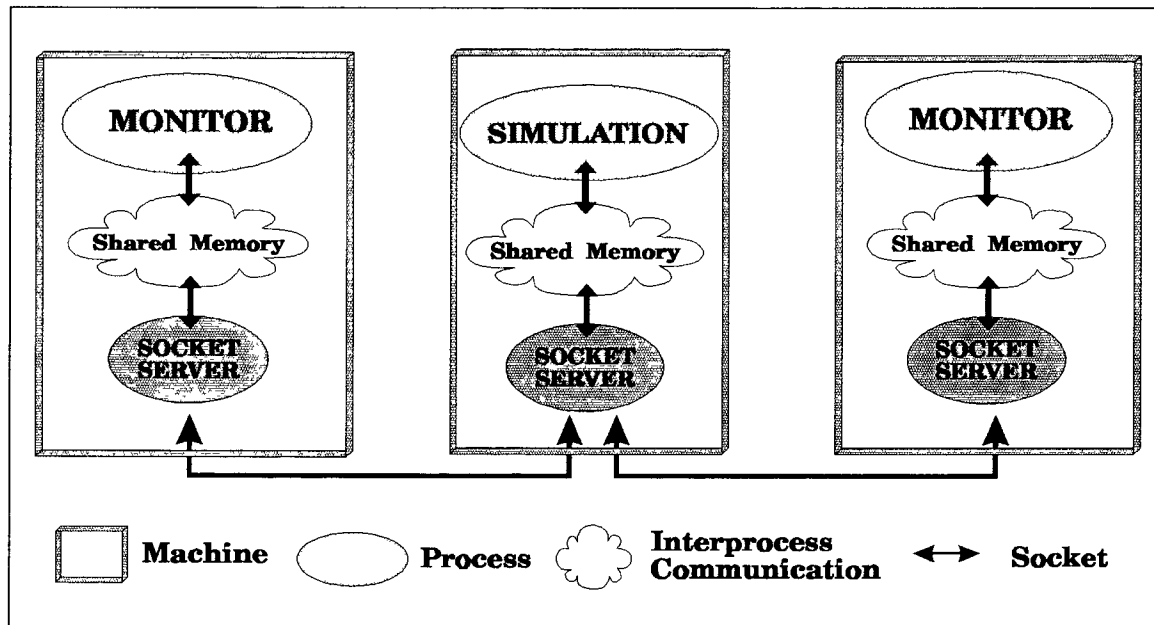 MONITOR
Shared Memory
SOCKET
SERVER
SIMULATION
Shared Memory
SOCKET
SERVER
MONITOR
Shared Memory
SOCKET
SERVER
Machine
Process
Interprocess
Communication
Socket